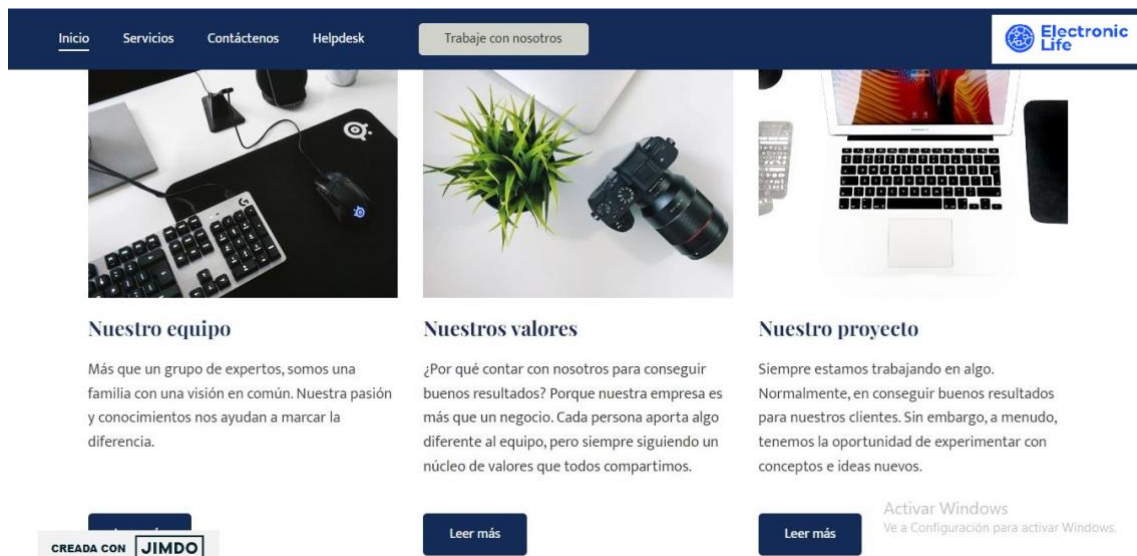 Inicio
Servicios
Contáctenos
Helpdesk
Trabaje con nosotros
Electronic
Life
Nuestro equipo
Más que un grupo de expertos, somos una
familia con una visión en común. Nuestra pasión
y conocimientos nos ayudan a marcar la
diferencia.
Nuestros valores
¿Por qué contar con nosotros para conseguir
buenos resultados? Porque nuestra empresa es
más que un negocio. Cada persona aporta algo
diferente al equipo, pero siempre siguiendo un
núcleo de valores que todos compartimos.
Leer más
Nuestro proyecto
Siempre estamos trabajando en algo.
Normalmente, en conseguir buenos resultados
para nuestros clientes. Sin embargo, a menudo,
tenemos la oportunidad de experimentar con
conceptos e ideas nuevos.
Leer más
Activar Windows
Ve a Configuración para activar Windows.
CREADA CON JIMDO